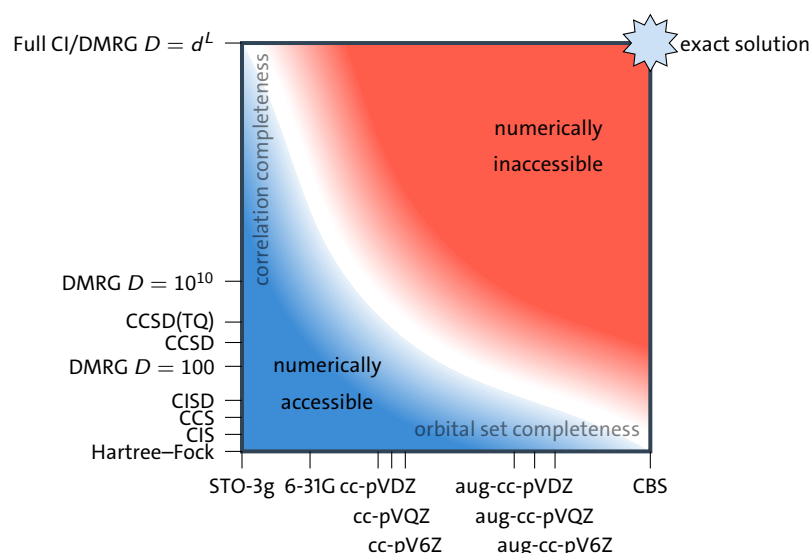 Full CI/DMRG D = d^L
exact solution
correlation completeness
numerically
inaccessible
DMRG D = 10^10
CCSD(TQ)
CCSD
DMRG D = 100
numerically
accessible
CISD
CCS
CIS
orbital set completeness
Hartree–Fock
STO-3g 6-31G cc-pVDZ aug-cc-pVDZ CBS
cc-pVQZ aug-cc-pVQZ
cc-pV6Z aug-cc-pV6Z